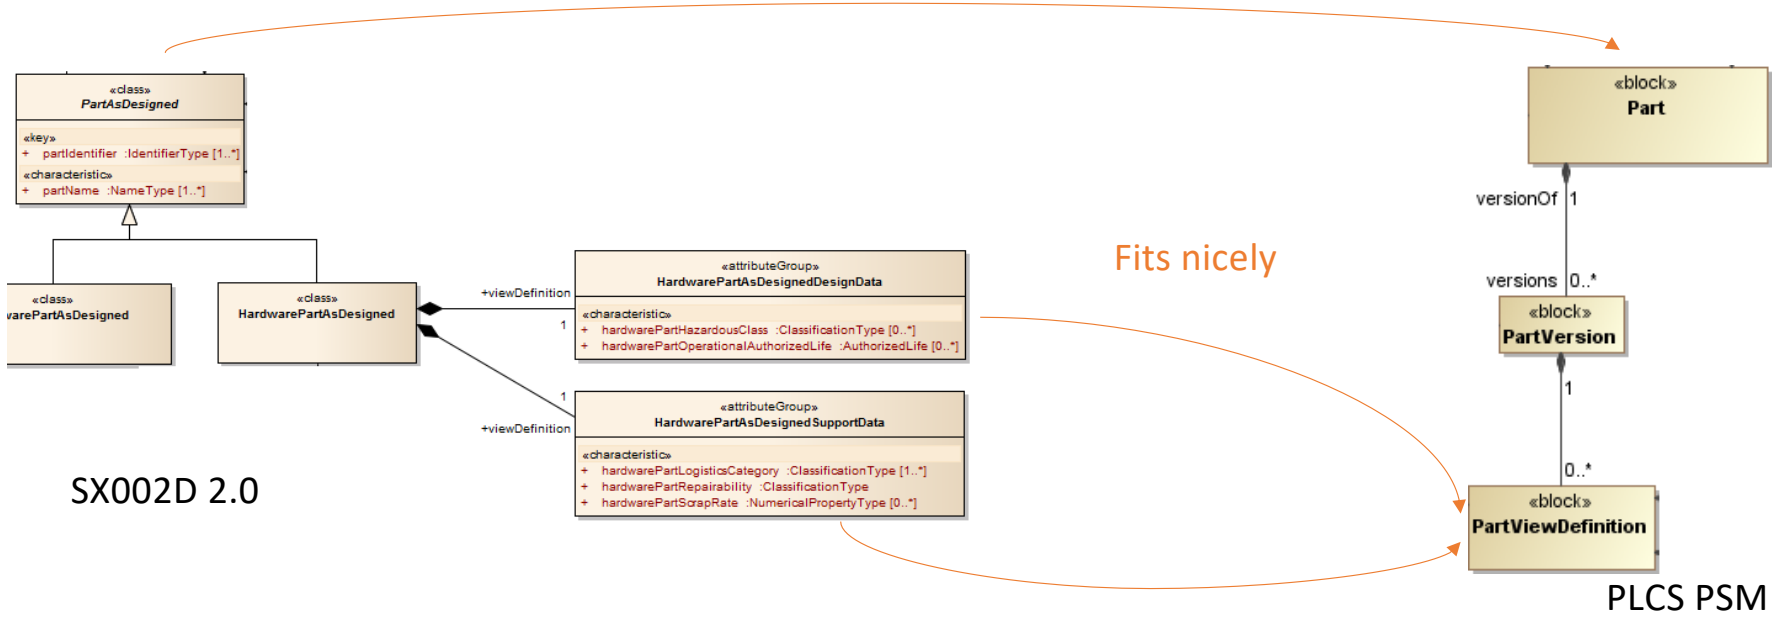 «class»
PartAsDesigned
«key»
+ partIdentifier :IdentifierType [1..*]
«characteristic»
+ partName :NameType [1..*]
«class»
warePartAsDesigned
«class»
HardwarePartAsDesigned
+viewDefinition
1
«attributeGroup»
HardwarePartAsDesignedDesignData
«characteristic»
+ hardwarePartHazardousClass :ClassificationType [0..*]
+ hardwarePartOperationalAuthorizedLife :AuthorizedLife [0..*]
1
+viewDefinition
«attributeGroup»
HardwarePartAsDesignedSupportData
«characteristic»
+ hardwarePartLogisticsCategory :ClassificationType [1..*]
+ hardwarePartRepairability :ClassificationType
+ hardwarePartScrapRate :NumericalPropertyType [0..*]
SX002D 2.0
Fits nicely
«block»
Part
versionOf 1
versions 0..*
«block»
PartVersion
1
0..*
«block»
PartViewDefinition
PLCS PSM